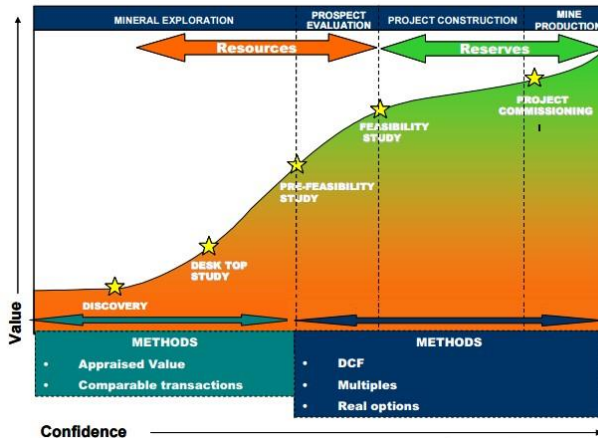 MINERAL EXPLORATION
PROSPECT
EVALUATION
PROJECT CONSTRUCTION
MINE
PRODUCTION
Resources
Reserves
PROJECT
COMMISSIONING
FEASIBILITY
STUDY
PRE-FEASIBILITY
STUDY
DESK TOP
STUDY
DISCOVERY
Value
METHODS
• Appraised Value
• Comparable transactions
METHODS
• DCF
• Multiples
• Real options
Confidence